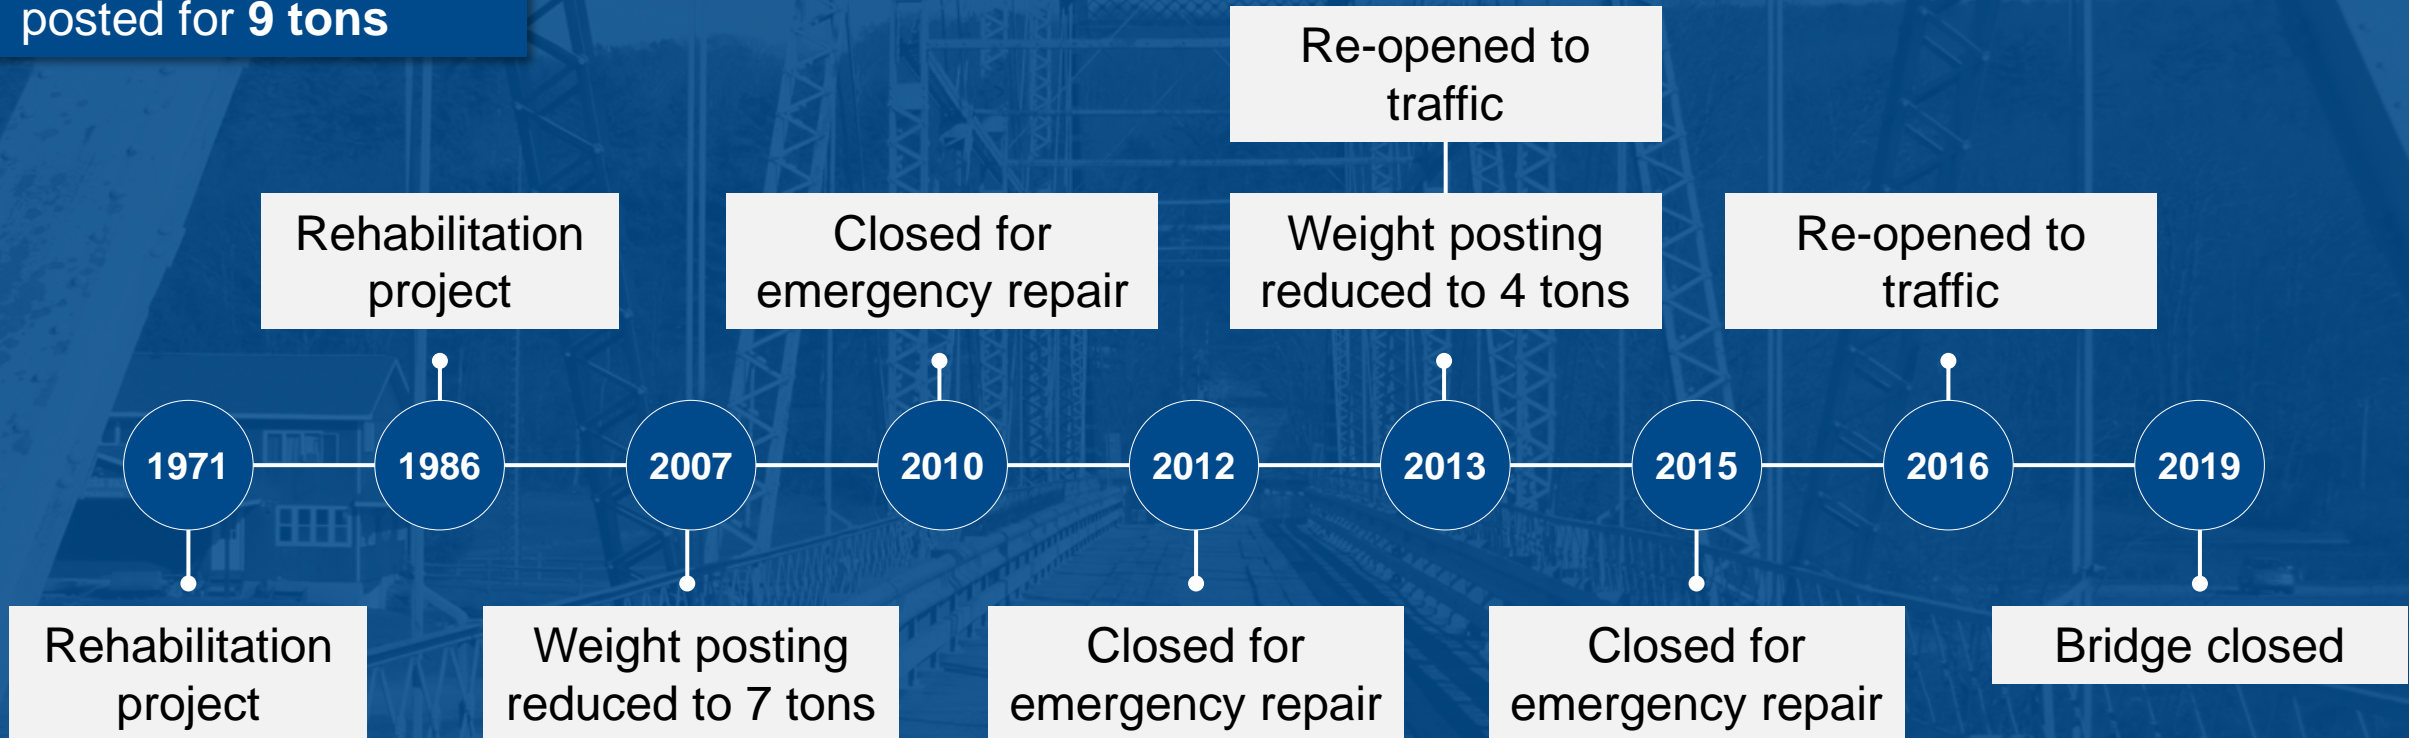 posted for 9 tons
Re-opened to
traffic
Rehabilitation
project
Closed for
emergency repair
Weight posting
reduced to 4 tons
Re-opened to
traffic
1971
1986
2007
2010
2012
2013
2015
2016
2019
Rehabilitation
project
Weight posting
reduced to 7 tons
Closed for
emergency repair
Closed for
emergency repair
Bridge closed